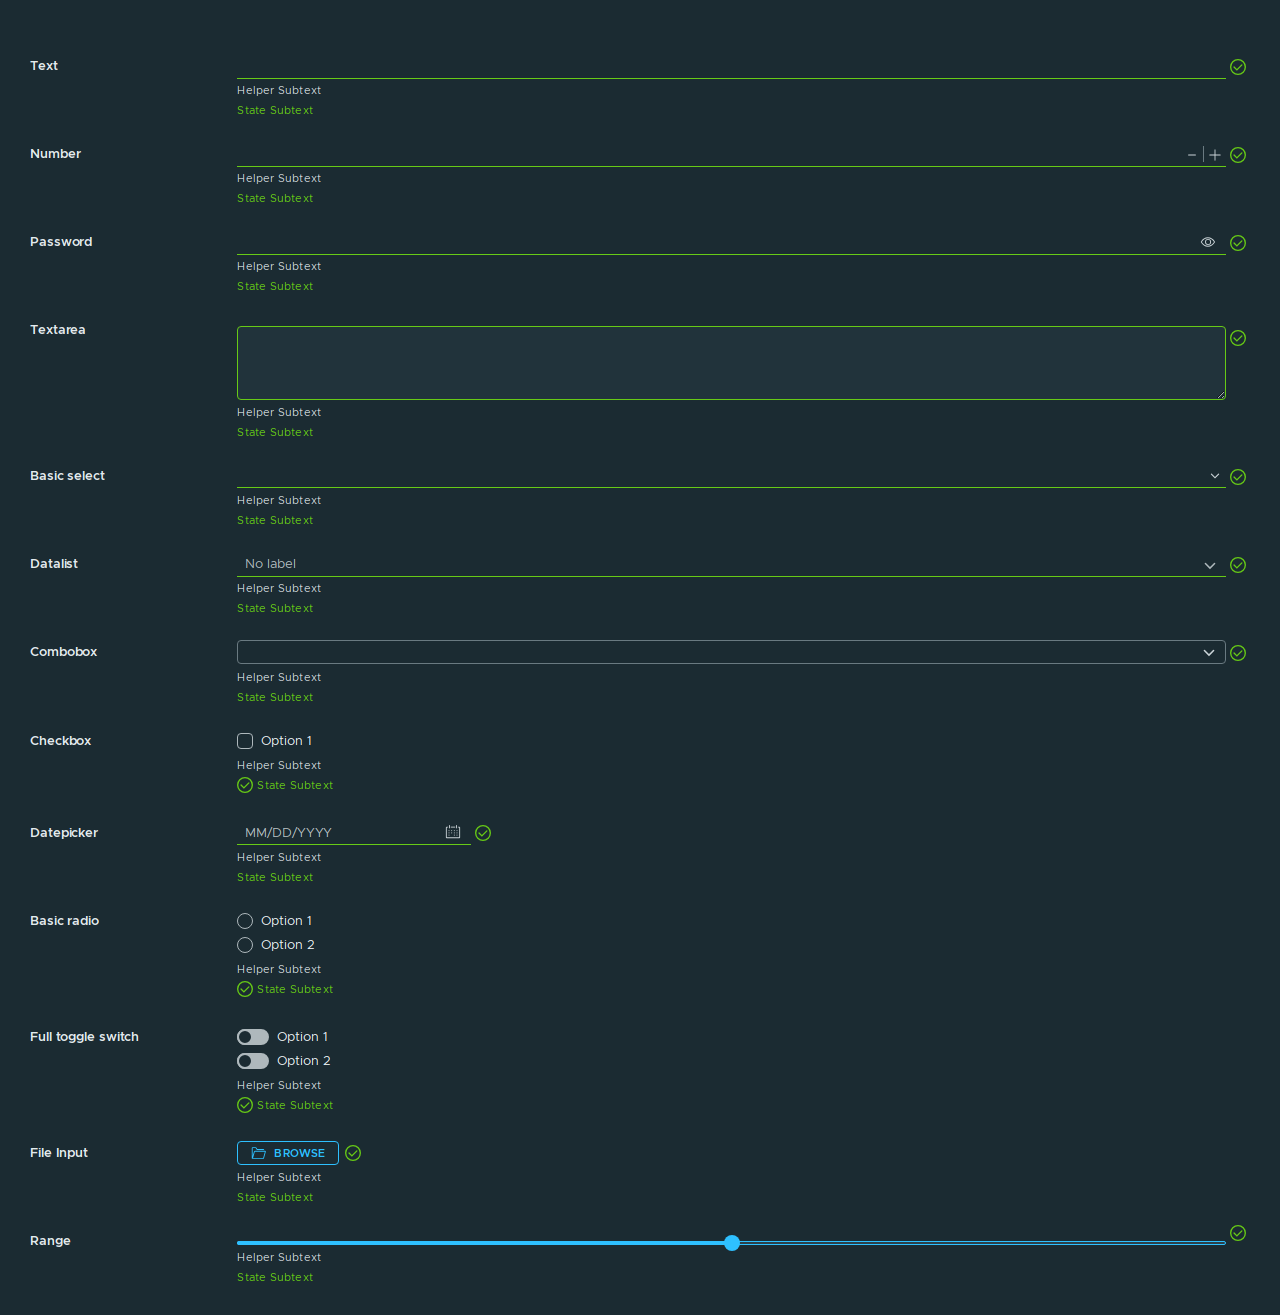 Text
Helper Subtext
State Subtext
Number
Helper Subtext
State Subtext
Password
Helper Subtext
State Subtext
Textarea
Helper Subtext
State Subtext
Basic select
Helper Subtext
State Subtext
Datalist
No label
Helper Subtext
State Subtext
Combobox
Helper Subtext
State Subtext
Checkbox
Option 1
Helper Subtext
State Subtext
Datepicker
MM/DD/YYYY
Helper Subtext
State Subtext
Basic radio
Option 1
Option 2
Helper Subtext
State Subtext
Full toggle switch
Option 1
Option 2
Helper Subtext
State Subtext
File Input
BROWSE
Helper Subtext
State Subtext
Range
Helper Subtext
State Subtext